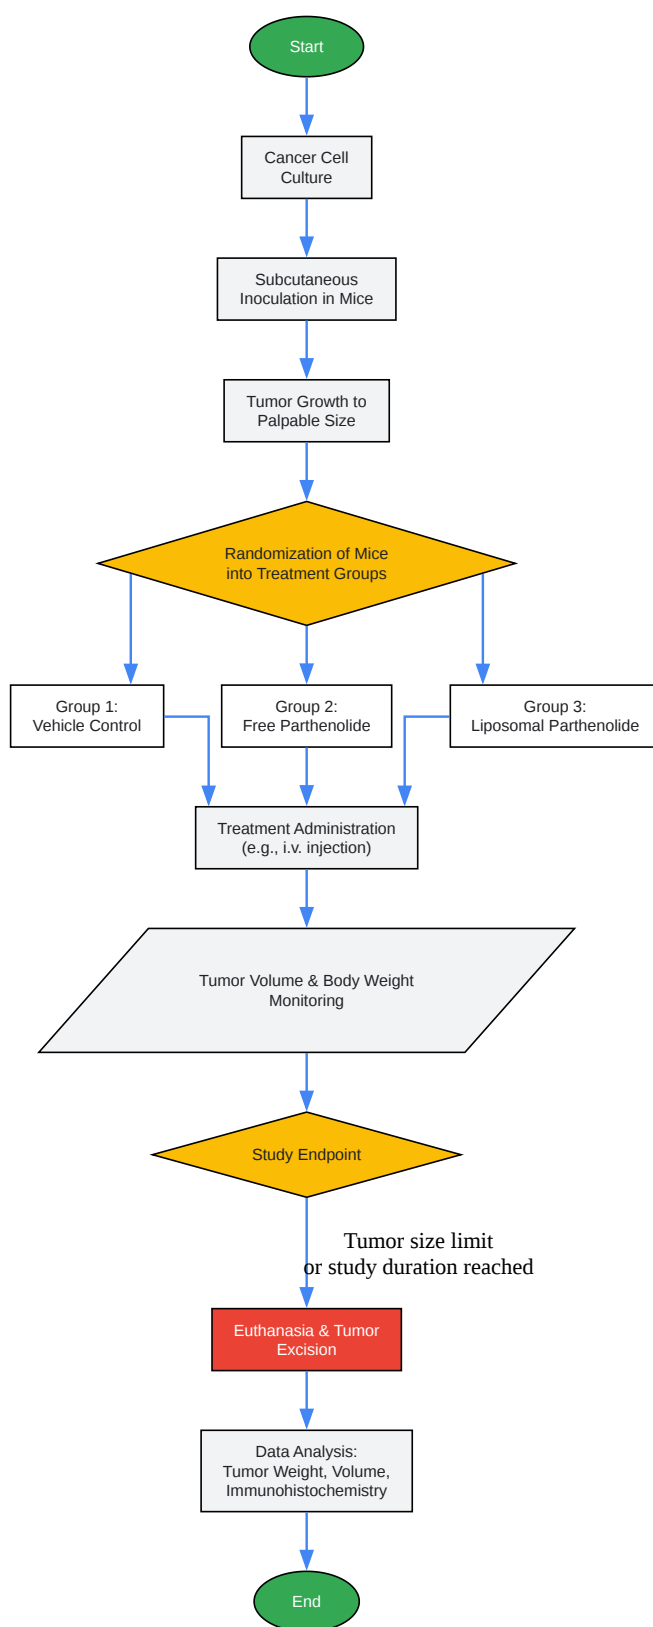 Start
Cancer Cell
Culture
Subcutaneous
Inoculation in Mice
Tumor Growth to
Palpable Size
Randomization of Mice
into Treatment Groups
Group 1:
Vehicle Control
Group 2:
Free Parthenolide
Group 3:
Liposomal Parthenolide
Treatment Administration
(e.g., i.v. injection)
Tumor Volume & Body Weight
Monitoring
Study Endpoint
Tumor size limit
or study duration reached
Euthanasia & Tumor
Excision
Data Analysis:
Tumor Weight, Volume,
Immunohistochemistry
End